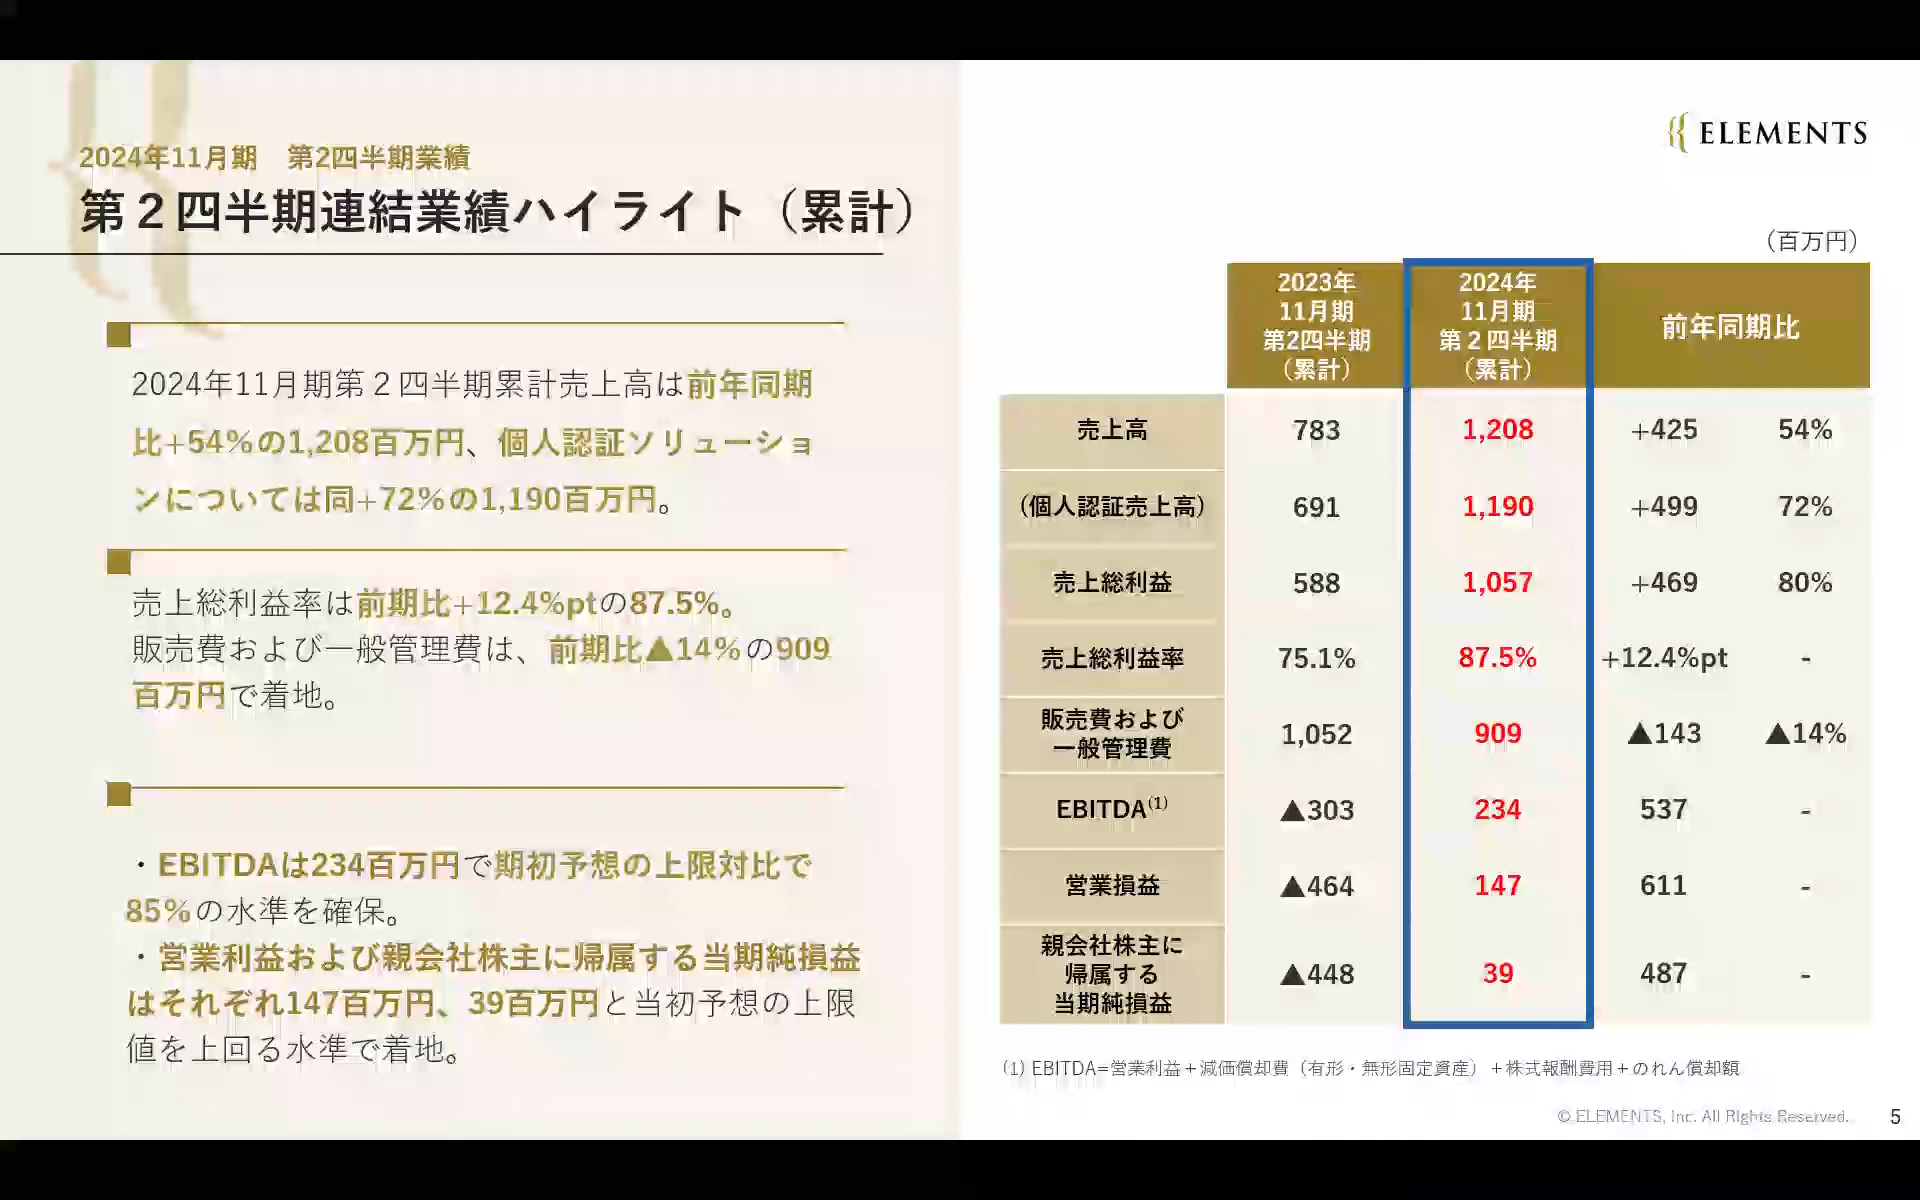 2024年11月期　第2四半期業績
第２四半期連結業績ハイライト（累計）
2024年11月期第２四半期累計売上高は前年同期
比+54%の1,208百万円、個人認証ソリューショ
ンについては同+72%の1,190百万円。
売上総利益率は前期比+12.4%ptの87.5%。
販売費および一般管理費は、前期比▲14%の909
百万円で着地。
・EBITDAは234百万円で期初予想の上限対比で
85%の水準を確保。
・営業利益および親会社株主に帰属する当期純損益
はそれぞれ147百万円、39百万円と当初予想の上限
値を上回る水準で着地。
ELEMENTS
（百万円）
2023年
11月期
第2四半期
（累計）
2024年
11月期
第２四半期
（累計）
前年同期比
売上高 783 1,208 +425 54%
（個人認証売上高） 691 1,190 +499 72%
売上総利益 588 1,057 +469 80%
売上総利益率 75.1% 87.5% +12.4%pt -
販売費および
一般管理費 1,052 909 ▲143 ▲14%
EBITDA(1) ▲303 234 537 -
営業損益 ▲464 147 611 -
親会社株主に
帰属する
当期純損益 ▲448 39 487 -
(1) EBITDA=営業利益＋減価償却費（有形・無形固定資産）＋株式報酬費用＋のれん償却額
© ELEMENTS, Inc. All Rights Reserved. 5